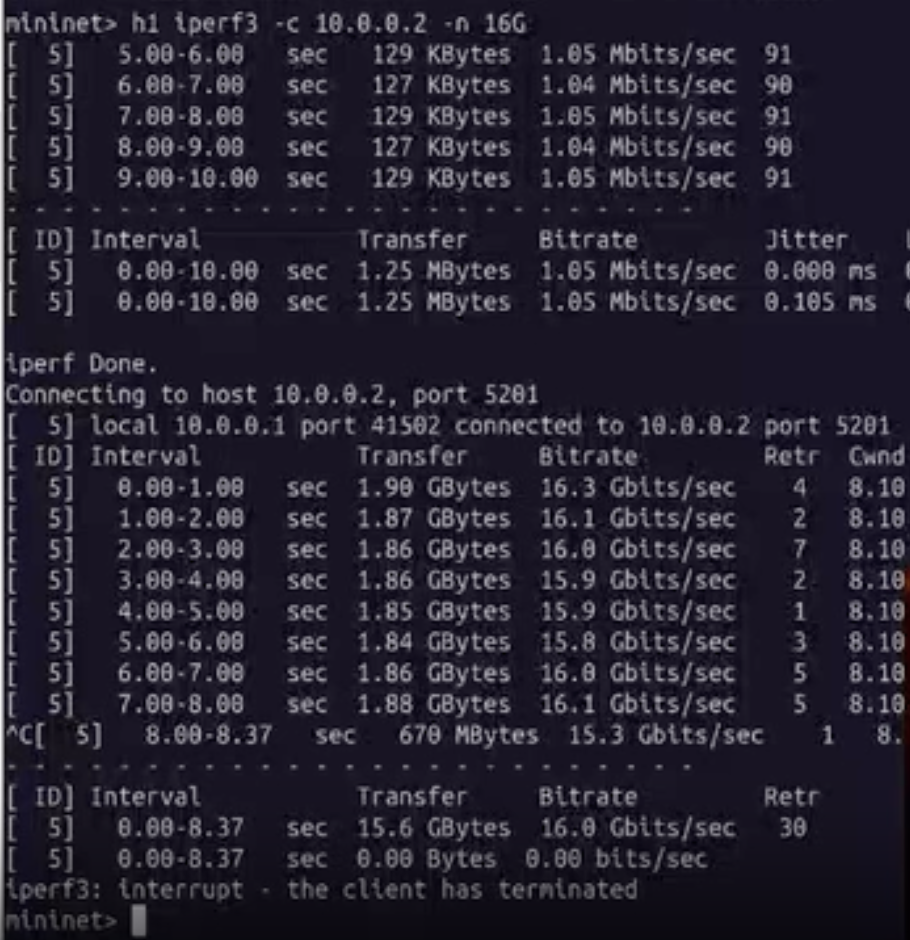 mininet> h1 iperf3 -c 10.0.0.2 -n 16G
[  5]   5.00-6.00   sec   129 KBytes  1.05 Mbits/sec  91
[  5]   6.00-7.00   sec   127 KBytes  1.04 Mbits/sec  90
[  5]   7.00-8.00   sec   129 KBytes  1.05 Mbits/sec  91
[  5]   8.00-9.00   sec   127 KBytes  1.04 Mbits/sec  90
[  5]   9.00-10.00  sec   129 KBytes  1.05 Mbits/sec  91
- - - - - - - - - - - - - - - - - - - - - - - - -
[ ID] Interval           Transfer     Bitrate         Jitter
[  5]   0.00-10.00  sec  1.25 MBytes  1.05 Mbits/sec  0.000 ms
[  5]   0.00-10.00  sec  1.25 MBytes  1.05 Mbits/sec  0.105 ms
iperf Done.
Connecting to host 10.0.0.2, port 5201
[  5] local 10.0.0.1 port 41502 connected to 10.0.0.2 port 5201
[ ID] Interval           Transfer     Bitrate         Retr  Cwnd
[  5]   0.00-1.00   sec  1.90 GBytes  16.3 Gbits/sec    4   8.10
[  5]   1.00-2.00   sec  1.87 GBytes  16.1 Gbits/sec    2   8.10
[  5]   2.00-3.00   sec  1.86 GBytes  16.0 Gbits/sec    7   8.10
[  5]   3.00-4.00   sec  1.86 GBytes  15.9 Gbits/sec    2   8.10
[  5]   4.00-5.00   sec  1.85 GBytes  15.9 Gbits/sec    1   8.10
[  5]   5.00-6.00   sec  1.84 GBytes  15.8 Gbits/sec    3   8.10
[  5]   6.00-7.00   sec  1.86 GBytes  16.0 Gbits/sec    5   8.10
[  5]   7.00-8.00   sec  1.88 GBytes  16.1 Gbits/sec    5   8.10
^C[  5]   8.00-8.37   sec   670 MBytes  15.3 Gbits/sec    1   8.
- - - - - - - - - - - - - - - - - - - - - - - - -
[ ID] Interval           Transfer     Bitrate         Retr
[  5]   0.00-8.37   sec  15.6 GBytes  16.0 Gbits/sec   30
[  5]   0.00-8.37   sec  0.00 Bytes  0.00 bits/sec
iperf3: interrupt - the client has terminated
mininet>